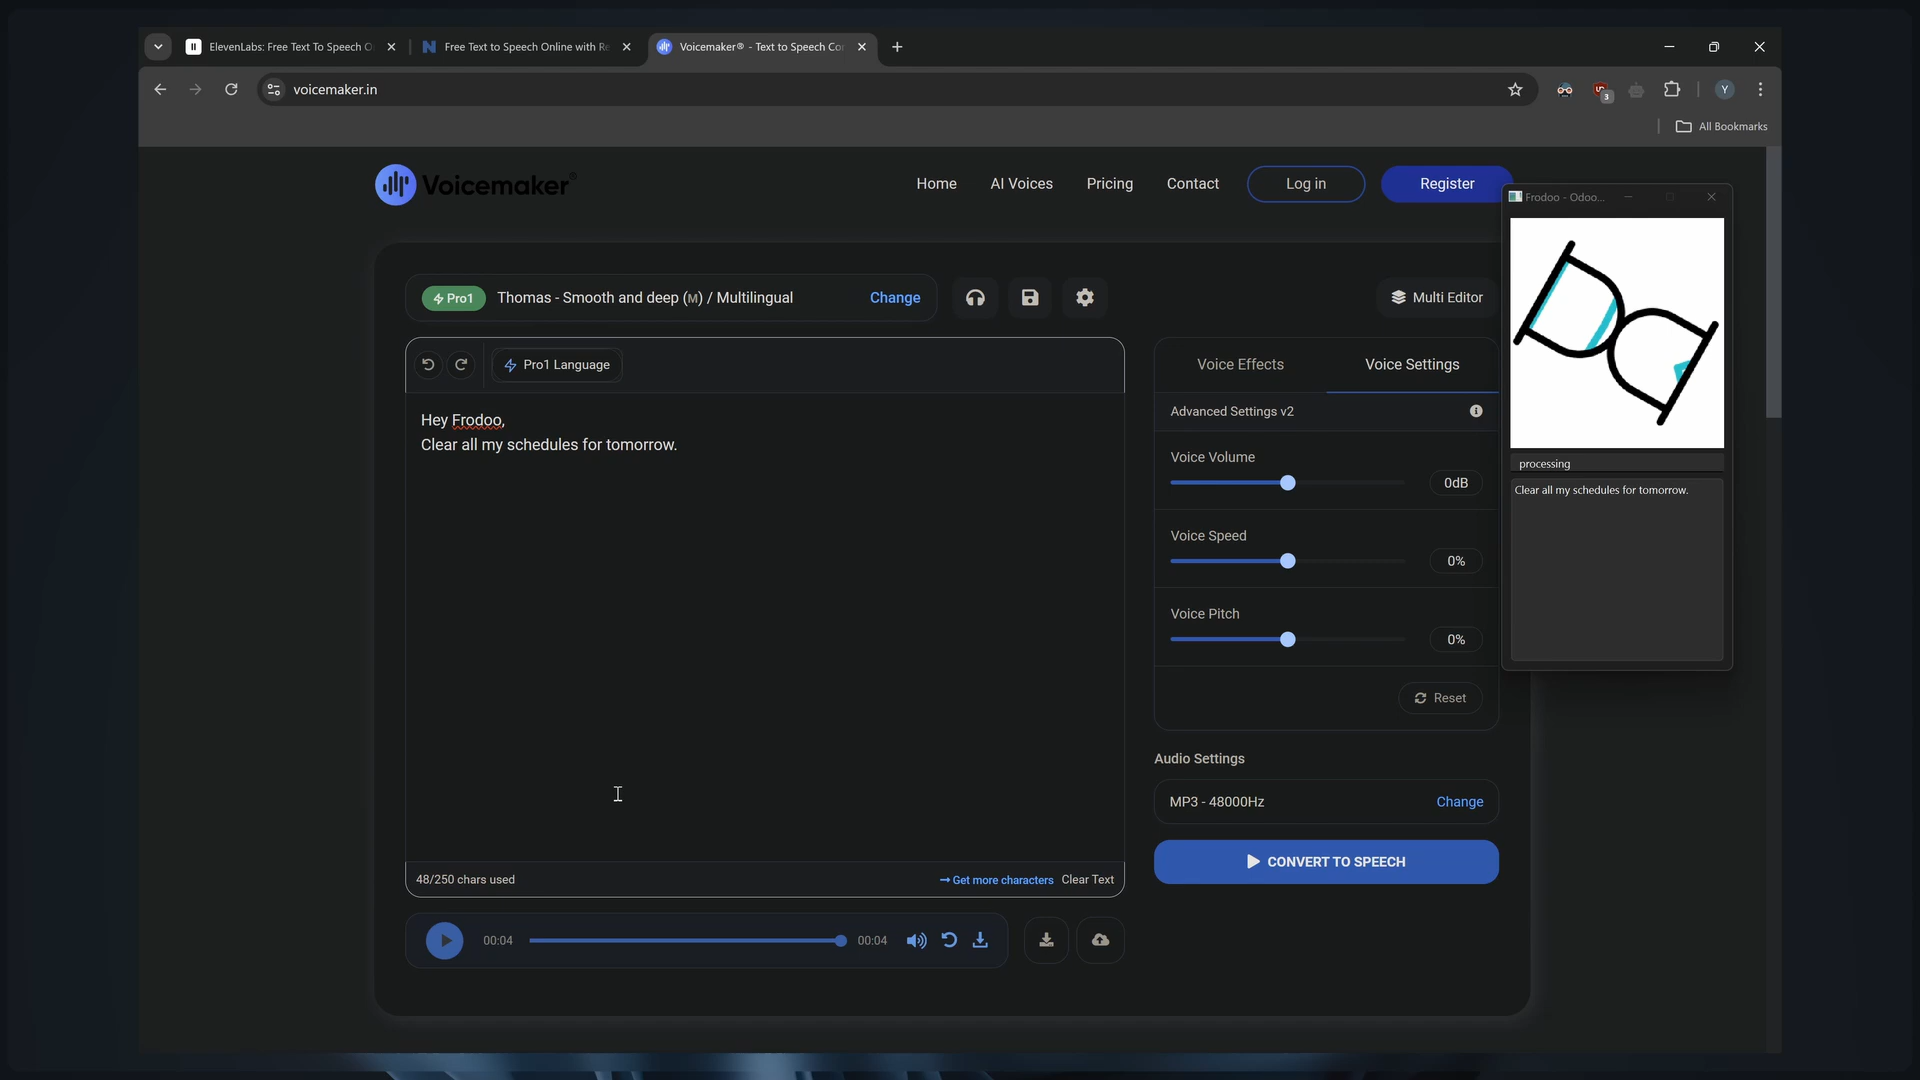 ElevenLabs: Free Text To Speech O
Free Text to Speech Online with Re
Voicemaker® - Text to Speech Co
voicemaker.in
3
Y
All Bookmarks
Voicemaker®
Home
AI Voices
Pricing
Contact
Log in
Register
Frodoo - Odoo...
Pro1
Thomas - Smooth and deep (M) / Multilingual
Change
Multi Editor
Pro1 Language
Voice Effects
Voice Settings
Hey Frodoo,
Clear all my schedules for tomorrow.
Advanced Settings v2
Voice Volume
0dB
Voice Speed
0%
Voice Pitch
0%
Reset
processing
Clear all my schedules for tomorrow.
Audio Settings
MP3 - 48000Hz
Change
CONVERT TO SPEECH
48/250 chars used
Get more characters
Clear Text
00:04
00:04